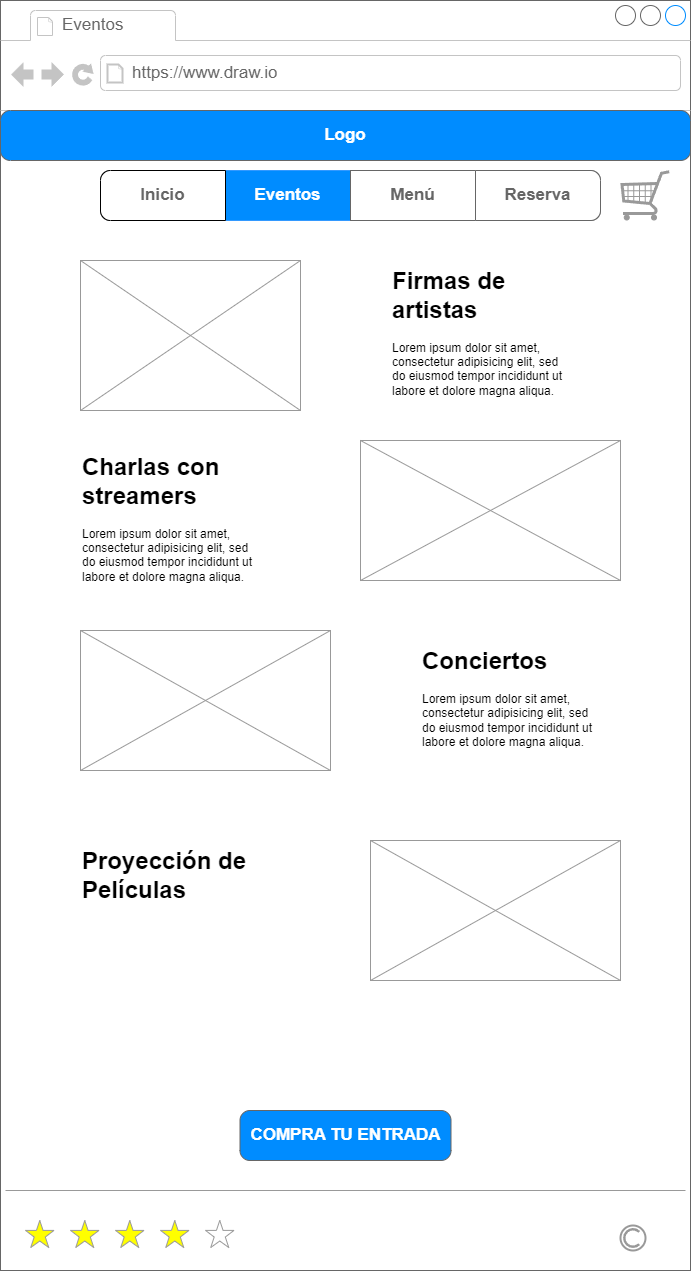 Eventos
https://www.draw.io
Logo
Inicio
Eventos
Menú
Reserva
Firmas de
artistas
Lorem ipsum dolor sit amet,
consectetur adipisicing elit, sed
do eiusmod tempor incididunt ut
labore et dolore magna aliqua.
Charlas con
streamers
Lorem ipsum dolor sit amet,
consectetur adipisicing elit, sed
do eiusmod tempor incididunt ut
labore et dolore magna aliqua.
Conciertos
Lorem ipsum dolor sit amet,
consectetur adipisicing elit, sed
do eiusmod tempor incididunt ut
labore et dolore magna aliqua.
Proyección de
Películas
COMPRA TU ENTRADA
©